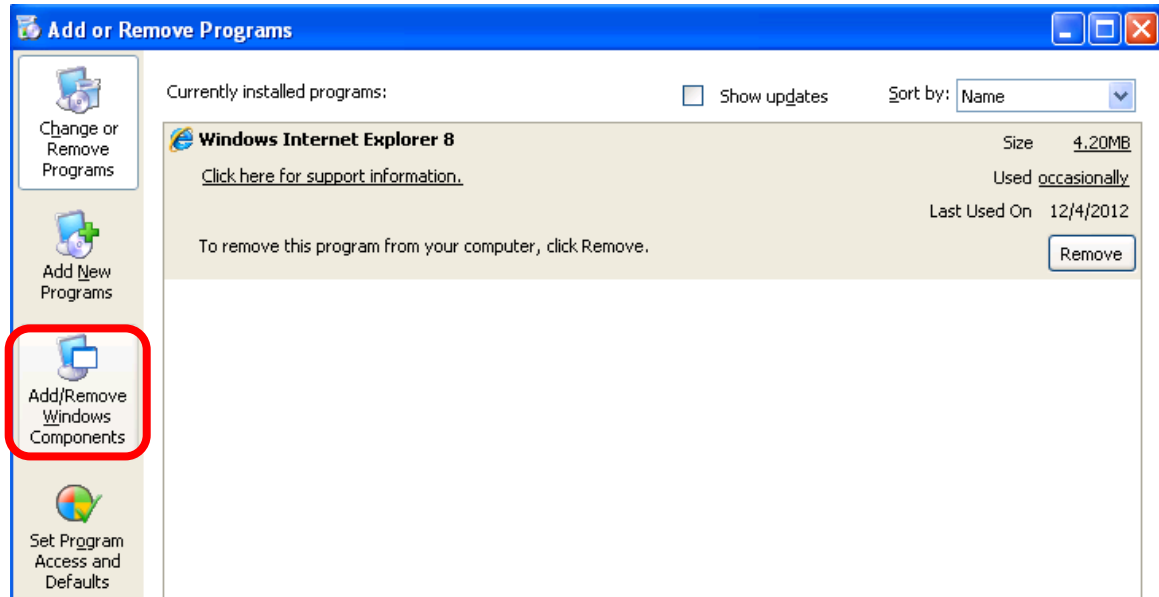 Add or Remove Programs
Change or
Remove
Programs
Add New
Programs
Add/Remove
Windows
Components
Set Program
Access and
Defaults
Currently installed programs:
Show updates
Sort by: Name
Windows Internet Explorer 8
Size 4.20MB
Click here for support information.
Used occasionally
Last Used On 12/4/2012
To remove this program from your computer, click Remove.
Remove